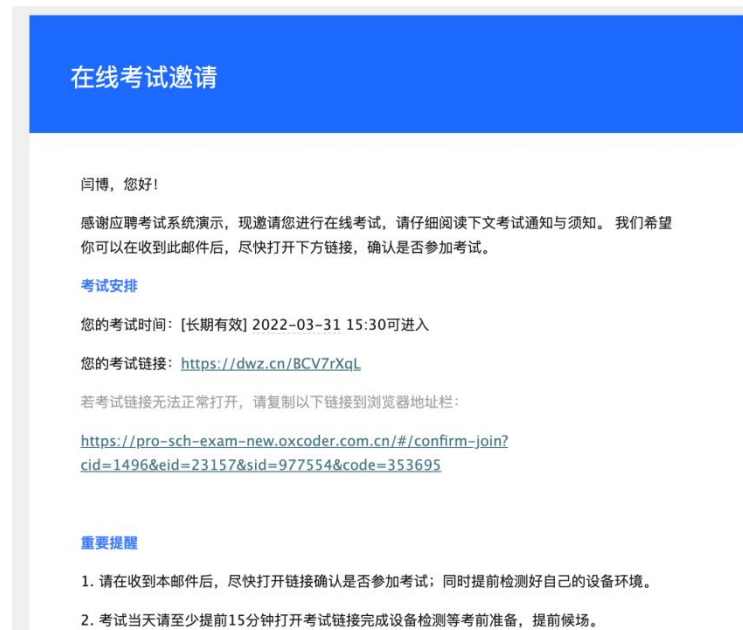 在线考试邀请
闫博，您好！
感谢应聘考试系统演示，现邀请您进行在线考试，请仔细阅读下文考试通知与须知。 我们希望
你可以在收到此邮件后，尽快打开下方链接，确认是否参加考试。
考试安排
您的考试时间：[长期有效] 2022-03-31 15:30可进入
您的考试链接：https://dwz.cn/BCV7rXqL
若考试链接无法正常打开，请复制以下链接到浏览器地址栏：
https://pro-sch-exam-new.oxcoder.com.cn/#/confirm-join?
cid=1496&eid=23157&sid=977554&code=353695
重要提醒
1. 请在收到本邮件后，尽快打开链接确认是否参加考试；同时提前检测好自己的设备环境。
2. 考试当天请至少提前15分钟打开考试链接完成设备检测等考前准备，提前候场。